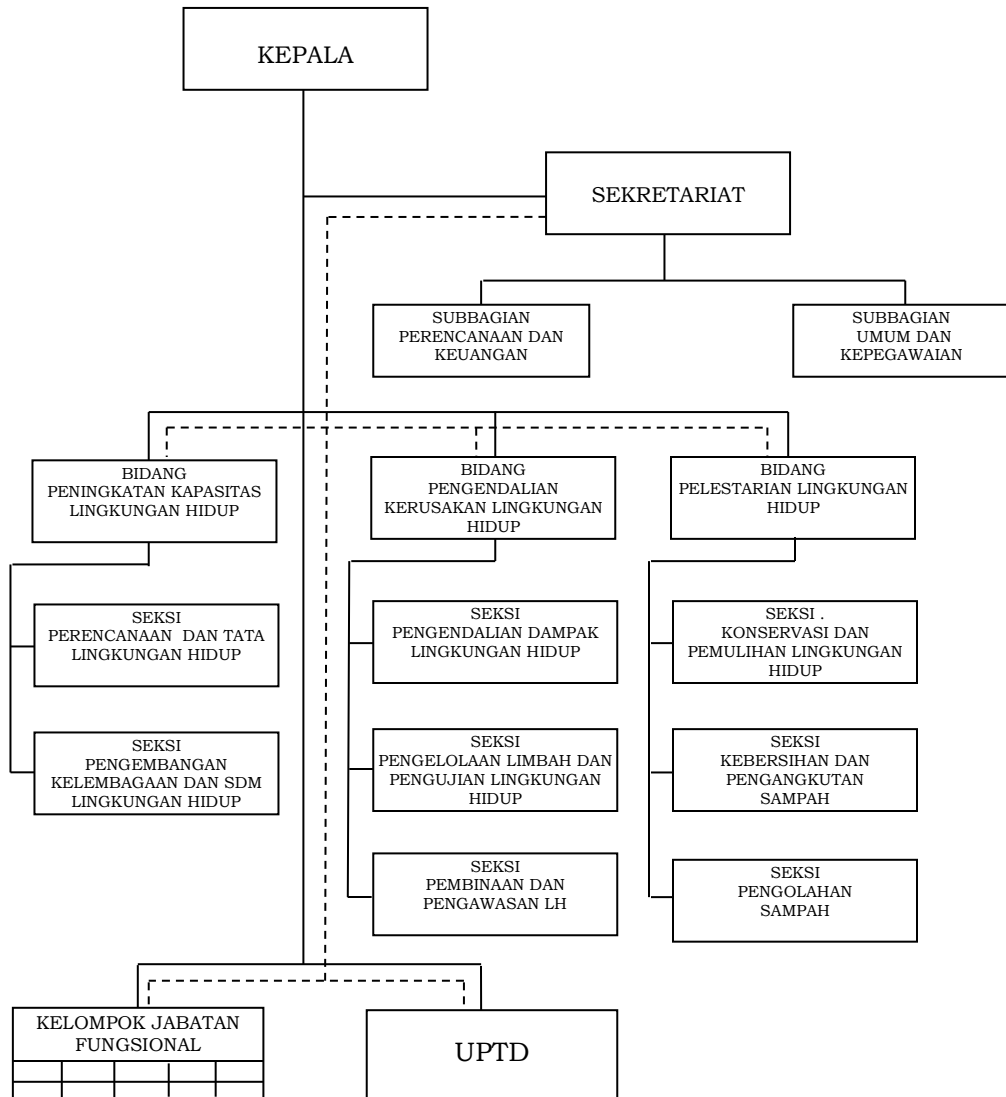 KEPALA
SEKRETARIAT
SUBBAGIAN
PERENCANAAN DAN
KEUANGAN
SUBBAGIAN
UMUM DAN
KEPEGAWAIAN
BIDANG
PENINGKATAN KAPASITAS
LINGKUNGAN HIDUP
BIDANG
PENGENDALIAN
KERUSAKAN LINGKUNGAN
HIDUP
BIDANG
PELESTARIAN LINGKUNGAN
HIDUP
SEKSI
PERENCANAAN DAN TATA
LINGKUNGAN HIDUP
SEKSI
PENGENDALIAN DAMPAK
LINGKUNGAN HIDUP
SEKSI .
KONSERVASI DAN
PEMULIHAN LINGKUNGAN
HIDUP
SEKSI
PENGEMBANGAN
KELEMBAGAAN DAN SDM
LINGKUNGAN HIDUP
SEKSI
PENGELOLAAN LIMBAH DAN
PENGUJIAN LINGKUNGAN
HIDUP
SEKSI
KEBERSIHAN DAN
PENGANGKUTAN
SAMPAH
SEKSI
PEMBINAAN DAN
PENGAWASAN LH
SEKSI
PENGOLAHAN
SAMPAH
KELOMPOK JABATAN
FUNGSIONAL
UPTD